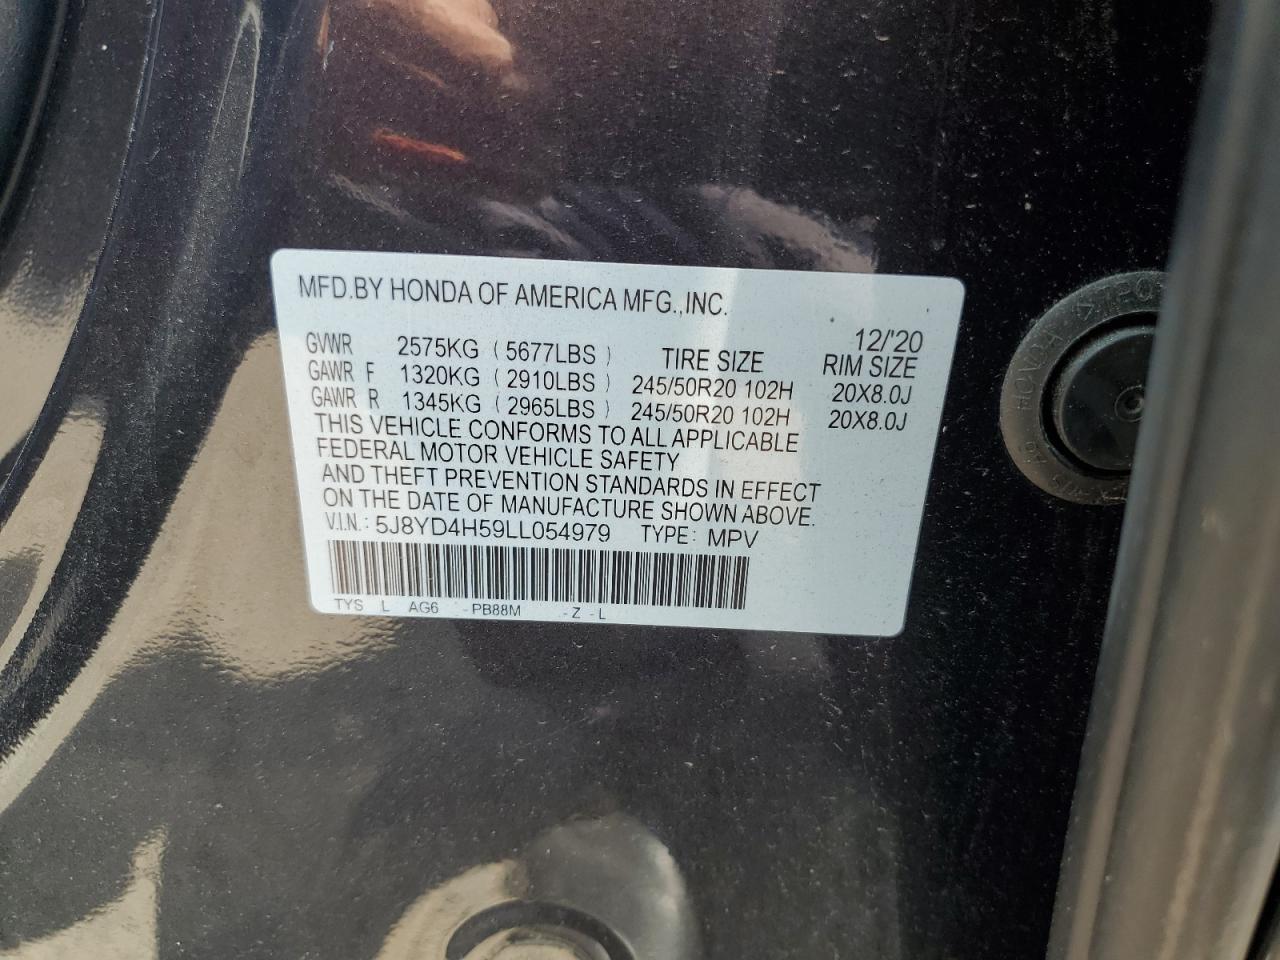 MFD.BY HONDA OF AMERICA MFG.,INC.
12/'20
GVWR 2575KG (5677LBS) TIRE SIZE RIM SIZE
GAWR F 1320KG (2910LBS) 245/50R20 102H 20X8.0J
GAWR R 1345KG (2965LBS) 245/50R20 102H 20X8.0J
THIS VEHICLE CONFORMS TO ALL APPLICABLE
FEDERAL MOTOR VEHICLE SAFETY
AND THEFT PREVENTION STANDARDS IN EFFECT
ON THE DATE OF MANUFACTURE SHOWN ABOVE.
V.I.N.: 5J8YD4H59LL054979 TYPE: MPV
TYS L AG6 -PB88M -Z -L
HONDA